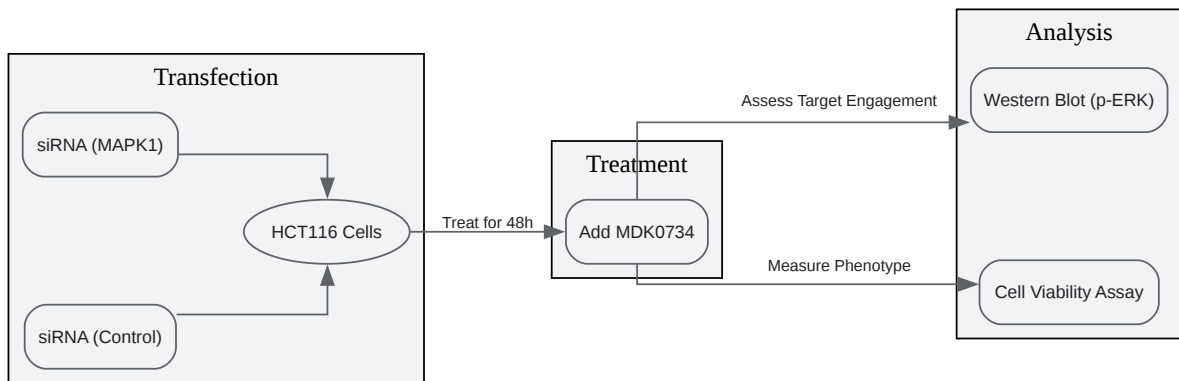 Transfection
siRNA (MAPK1)
HCT116 Cells
siRNA (Control)
Treat for 48h
Treatment
Add MDK0734
Assess Target Engagement
Measure Phenotype
Analysis
Western Blot (p-ERK)
Cell Viability Assay